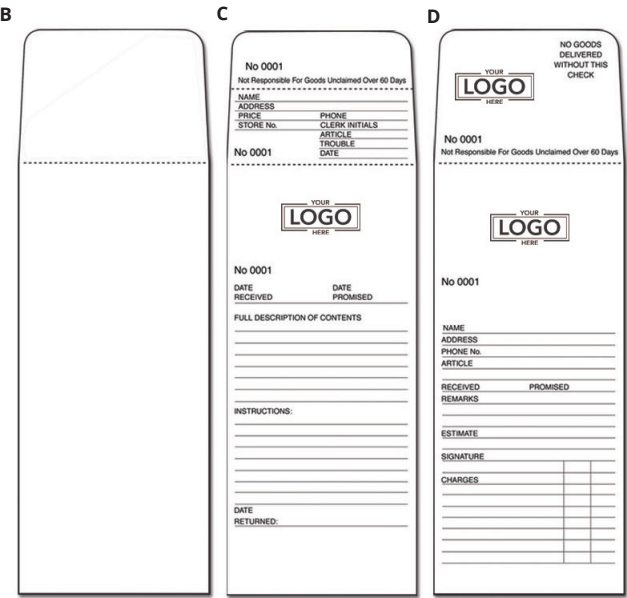 B
C
No 0001
Not Responsible For Goods Unclaimed Over 60 Days
NAME
ADDRESS
PRICE PHONE
STORE No. CLERK INITIALS
ARTICLE
TROUBLE
No 0001 DATE
YOUR
LOGO
HERE
No 0001
DATE DATE
RECEIVED PROMISED
FULL DESCRIPTION OF CONTENTS
INSTRUCTIONS:
DATE
RETURNED:
D
NO GOODS
DELIVERED
WITHOUT THIS
CHECK
YOUR
LOGO
HERE
No 0001
Not Responsible For Goods Unclaimed Over 60 Days
YOUR
LOGO
HERE
No 0001
NAME
ADDRESS
PHONE No.
ARTICLE
RECEIVED PROMISED
REMARKS
ESTIMATE
SIGNATURE
CHARGES